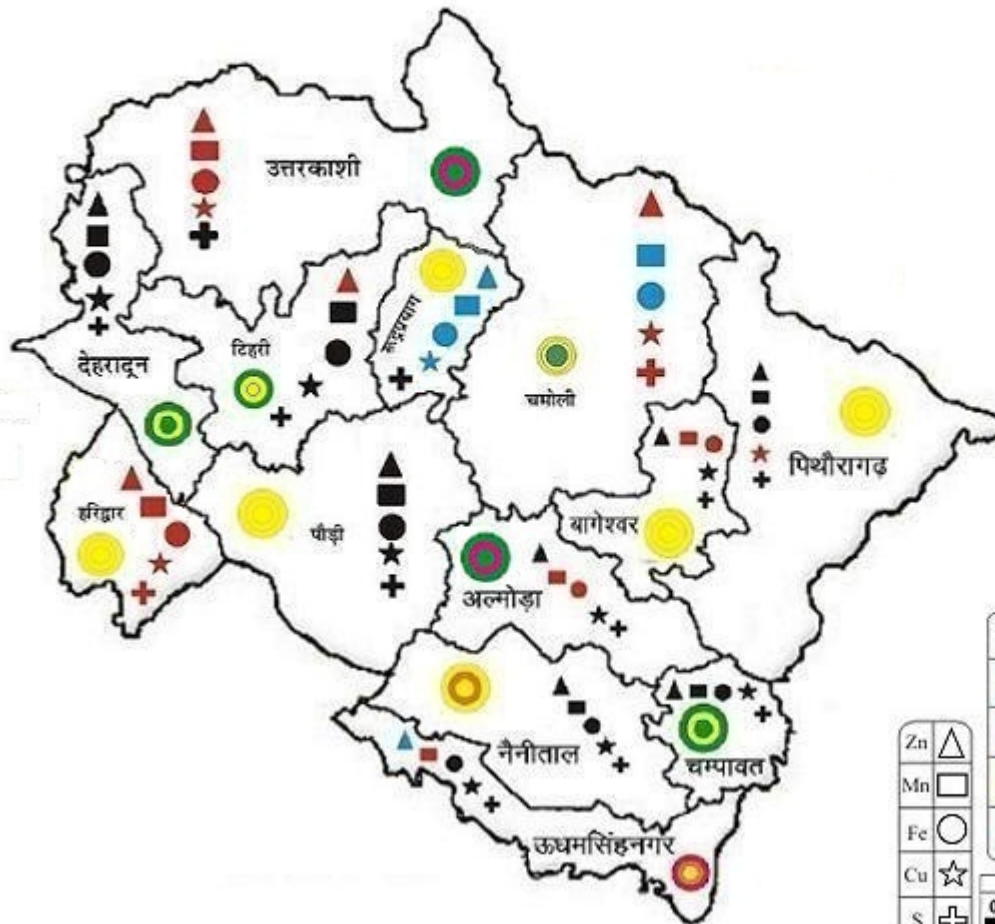 उत्तरकाशी
देहरादून
टिहरी
रूद्रप्रयाग
चमोली
पिथौरागढ़
हरिद्वार
पौड़ी
बागेश्वर
अल्मोड़ा
नैनीताल
चम्पावत
ऊधमसिंहनगर
Zn
Mn
Fe
Cu
S